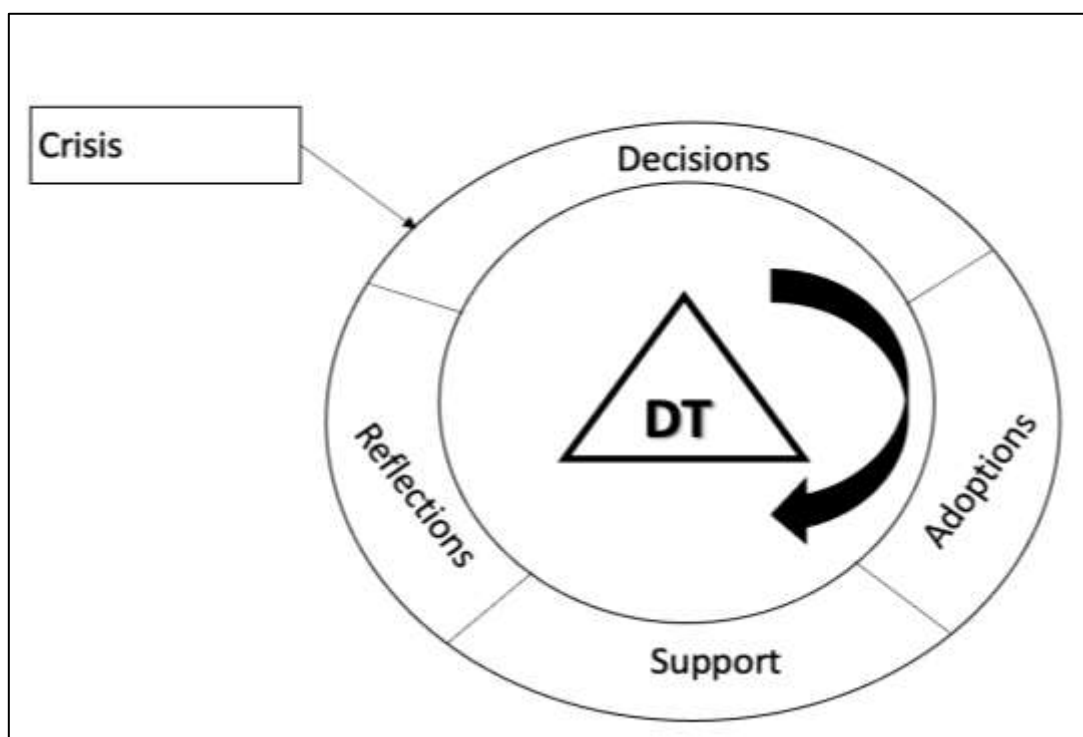 Crisis
Decisions
DT
Adoptions
Reflections
Support